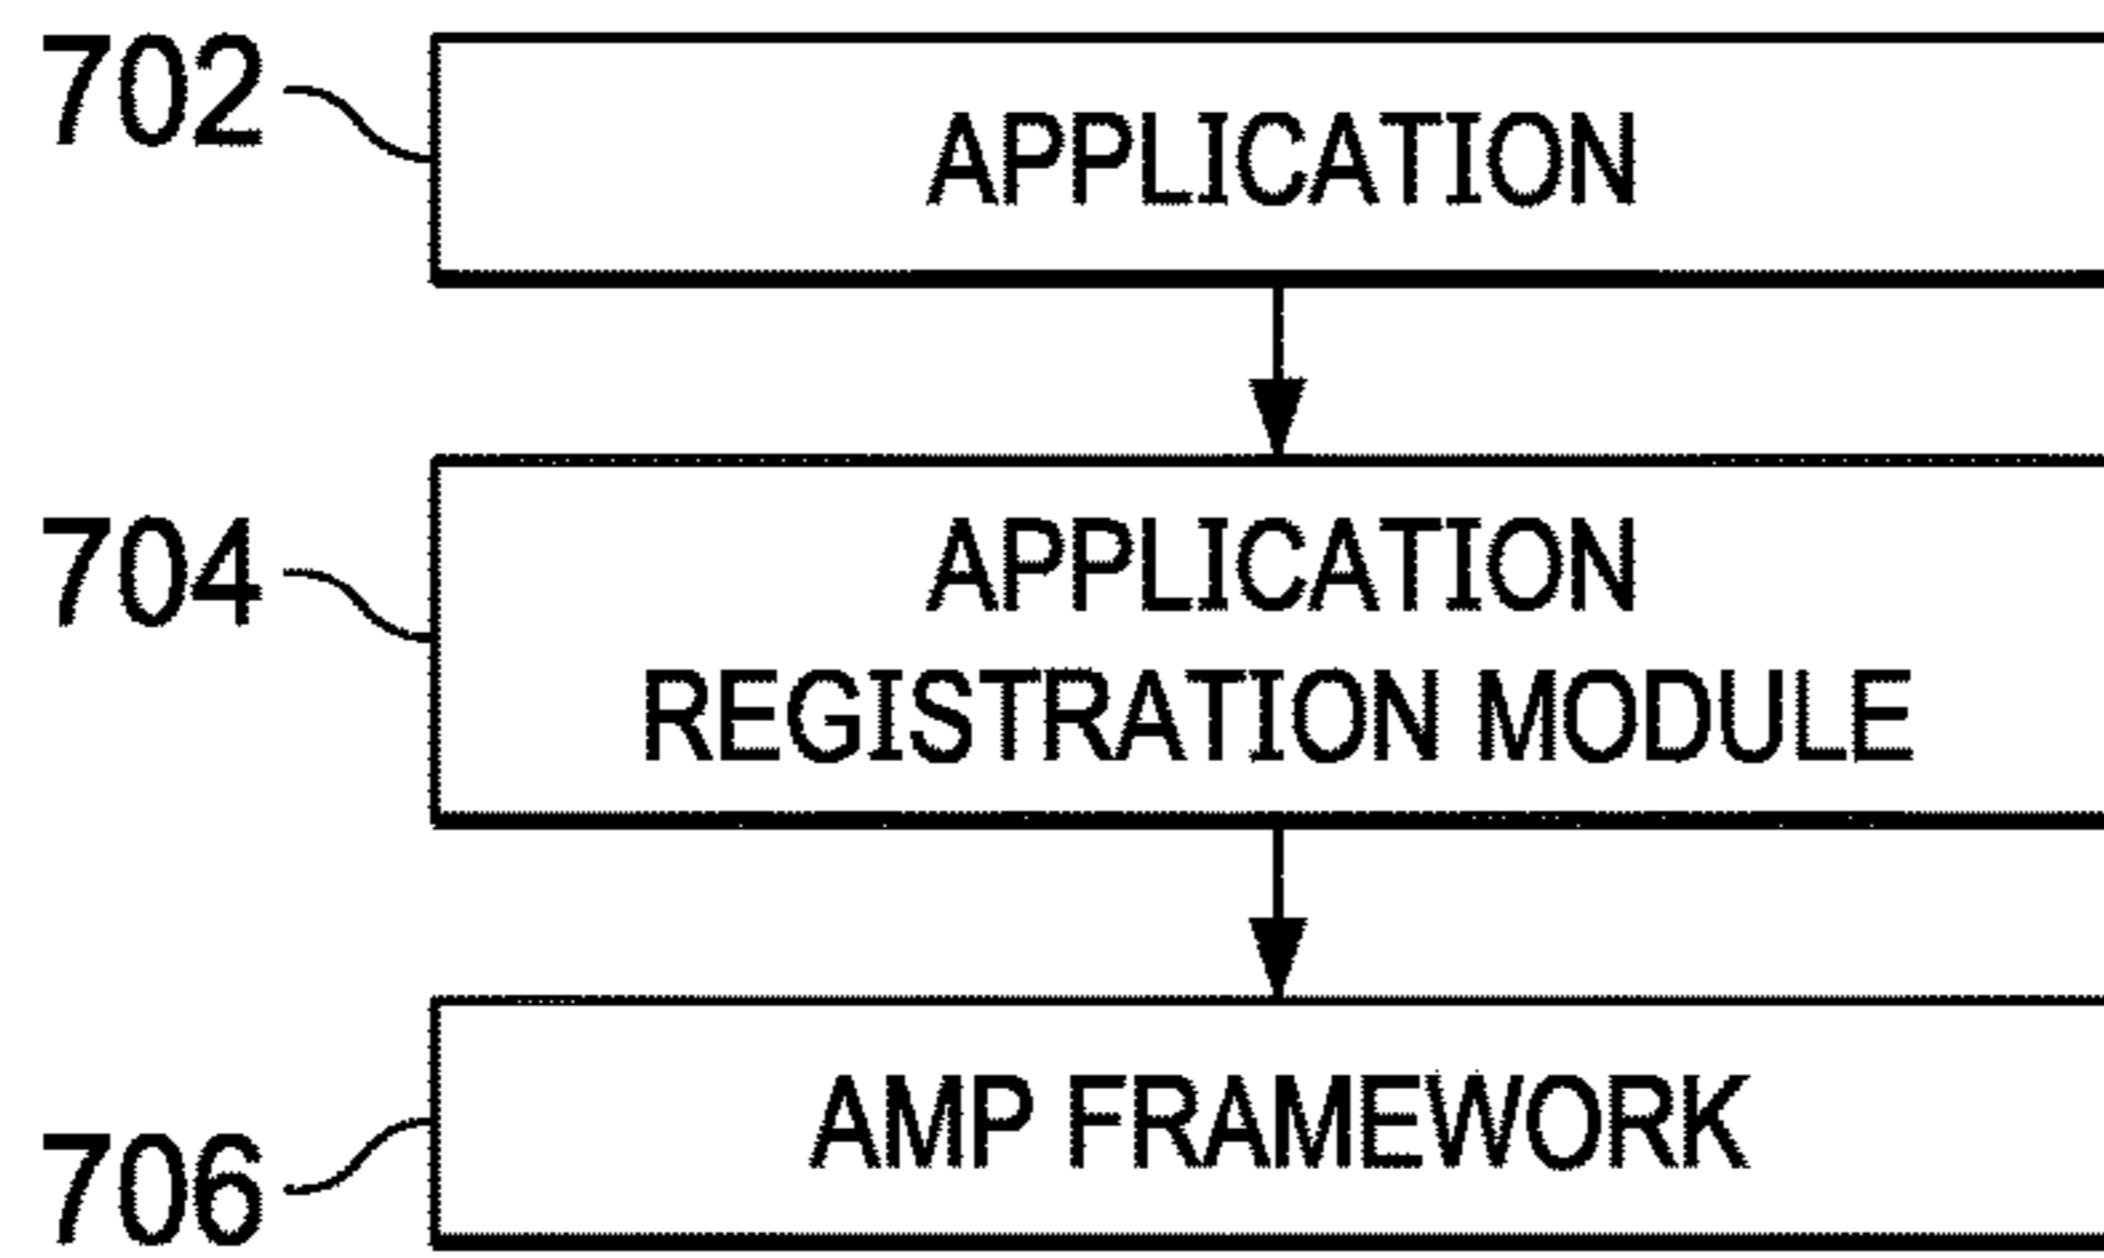 702
APPLICATION
704
APPLICATION
REGISTRATION MODULE
706
AMP FRAMEWORK